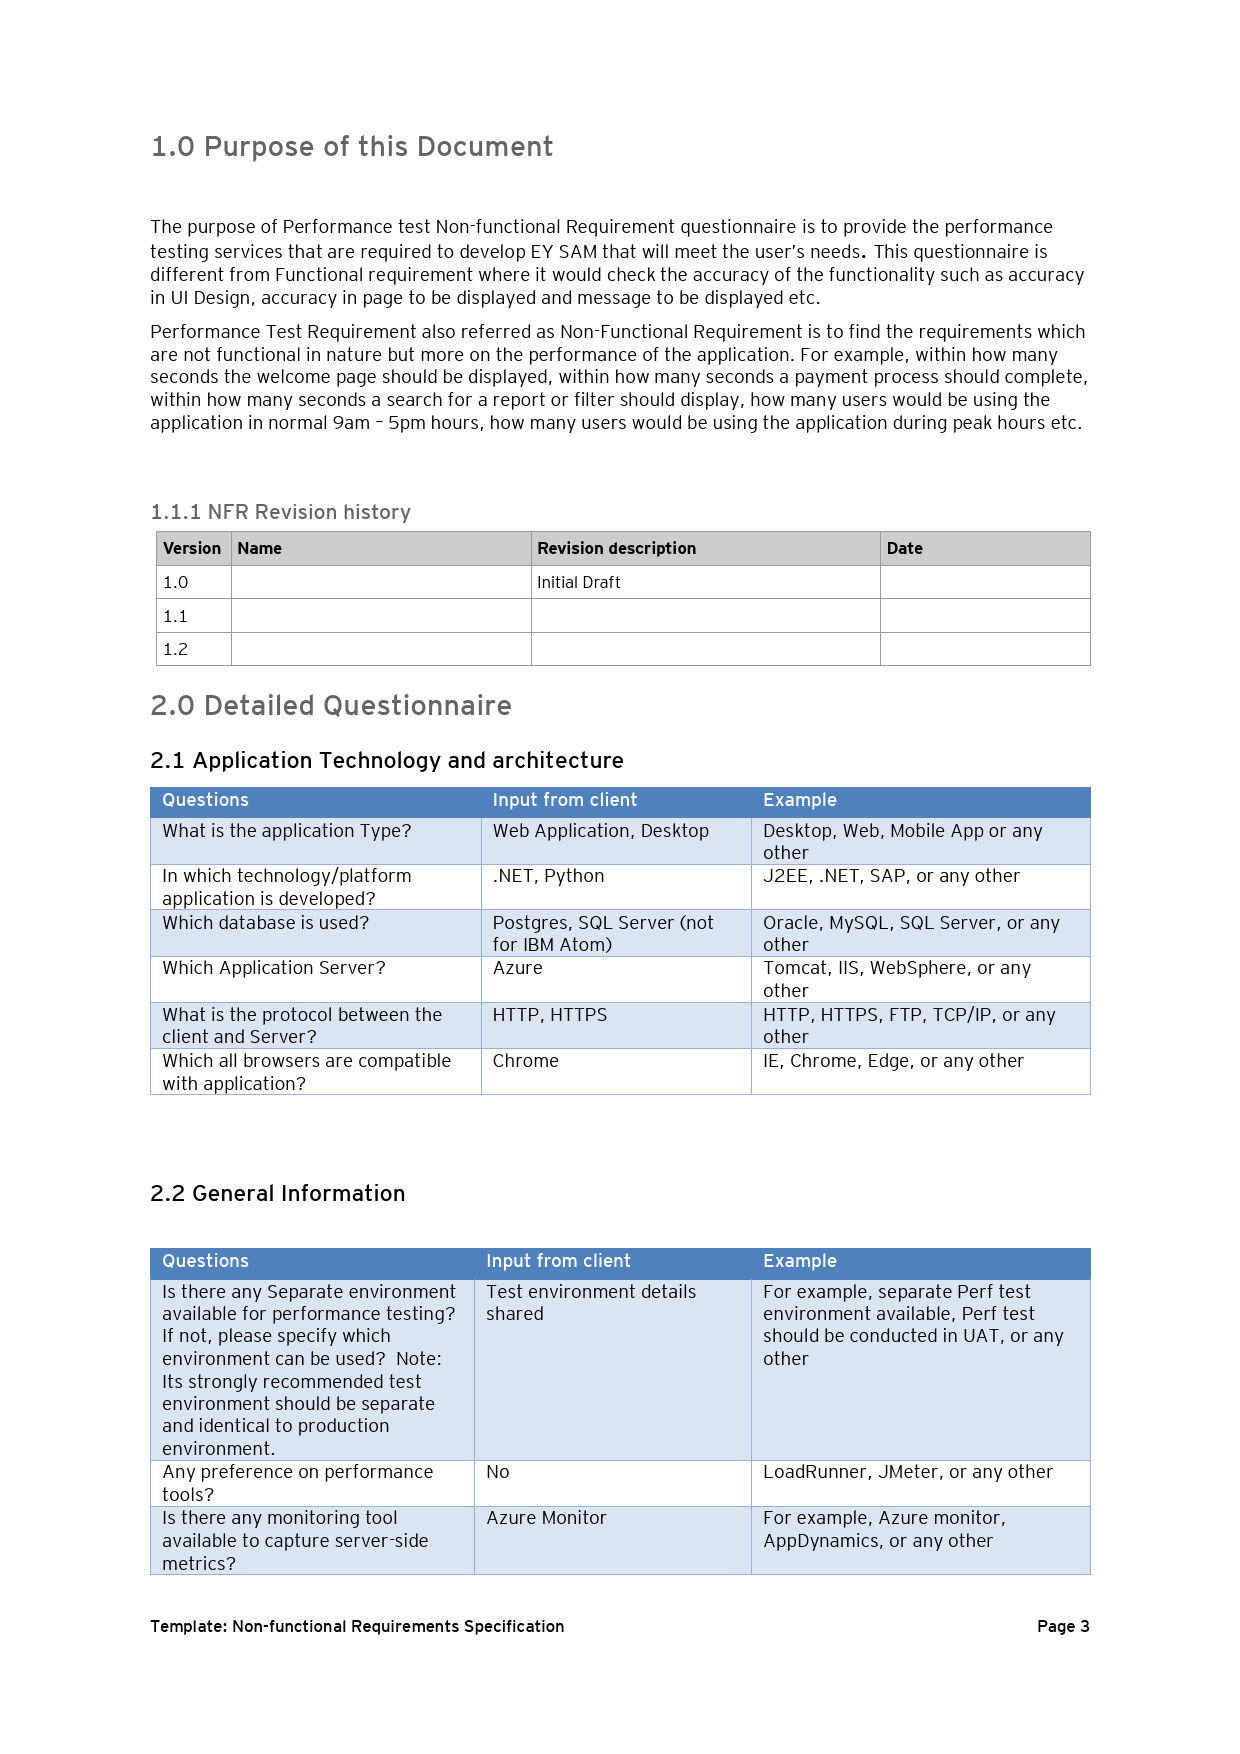 1.0 Purpose of this Document
The purpose of Performance test Non-functional Requirement questionnaire is to provide the performance
testing services that are required to develop EY SAM that will meet the user's needs. This questionnaire is
different from Functional requirement where it would check the accuracy of the functionality such as accuracy
in UI Design, accuracy in page to be displayed and message to be displayed etc.
Performance Test Requirement also referred as Non-Functional Requirement is to find the requirements which
are not functional in nature but more on the performance of the application. For example, within how many
seconds the welcome page should be displayed, within how many seconds a payment process should complete,
within how many seconds a search for a report or filter should display, how many users would be using the
application in normal 9am – 5pm hours, how many users would be using the application during peak hours etc.
1.1.1 NFR Revision history
Version Name Revision description Date
1.0 Initial Draft
1.1
1.2
2.0 Detailed Questionnaire
2.1 Application Technology and architecture
Questions Input from client Example
What is the application Type? Web Application, Desktop Desktop, Web, Mobile App or any
other
In which technology/platform .NET, Python J2EE, .NET, SAP, or any other
application is developed?
Which database is used? Postgres, SQL Server (not Oracle, MySQL, SQL Server, or any
for IBM Atom) other
Which Application Server? Azure Tomcat, IIS, WebSphere, or any
other
What is the protocol between the HTTP, HTTPS HTTP, HTTPS, FTP, TCP/IP, or any
client and Server? other
Which all browsers are compatible Chrome IE, Chrome, Edge, or any other
with application?
2.2 General Information
Questions Input from client Example
Is there any Separate environment Test environment details For example, separate Perf test
available for performance testing? shared environment available, Perf test
If not, please specify which should be conducted in UAT, or any
environment can be used? Note: other
Its strongly recommended test
environment should be separate
and identical to production
environment.
Any preference on performance No LoadRunner, JMeter, or any other
tools?
Is there any monitoring tool Azure Monitor For example, Azure monitor,
available to capture server-side AppDynamics, or any other
metrics?
Template: Non-functional Requirements Specification Page 3